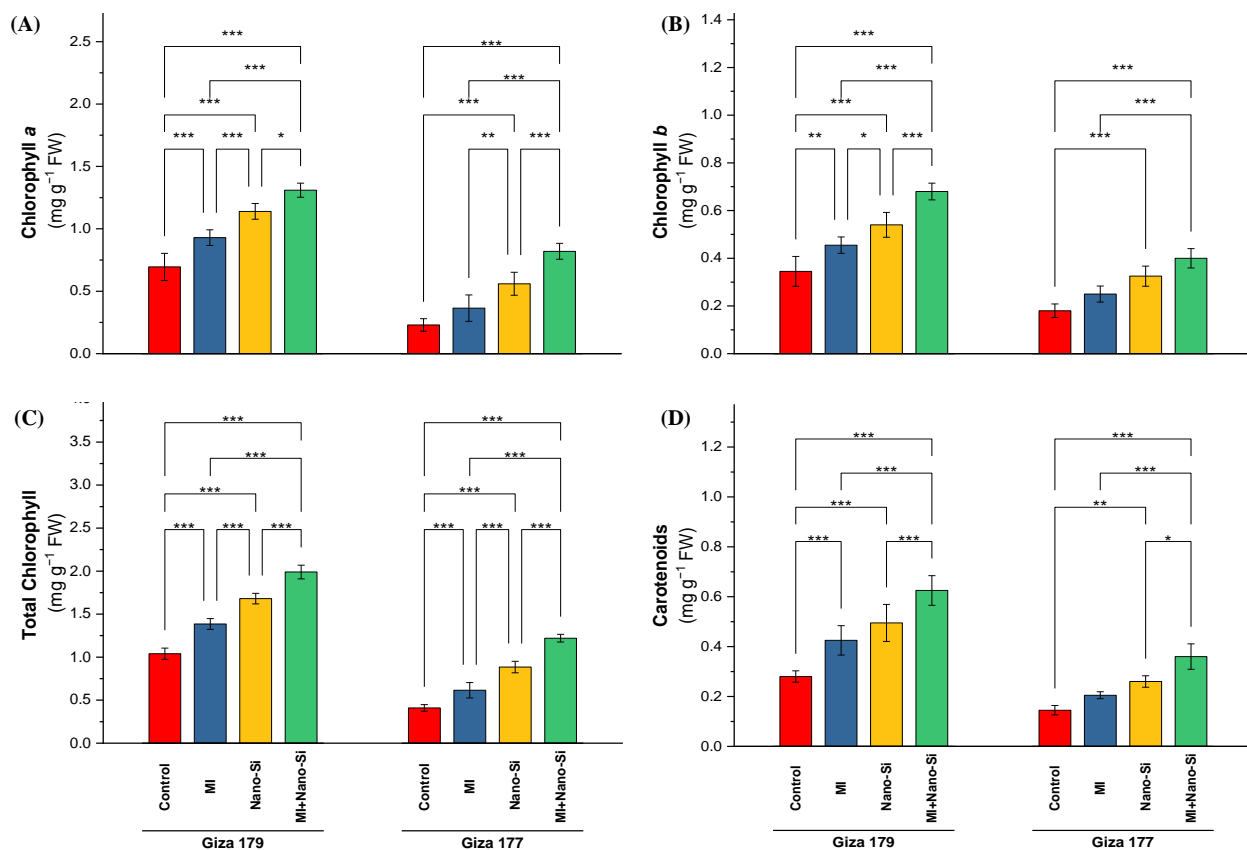 (A)
Chlorophyll a
(mg g⁻¹ FW)
2.5
2.0
1.5
1.0
0.5
0.0
***
***
***
*** *** *
***
***
***
** ***
(B)
Chlorophyll b
(mg g⁻¹ FW)
1.4
1.2
1.0
0.8
0.6
0.4
0.2
0.0
***
***
***
** * ***
***
***
***
(C)
Total Chlorophyll
(mg g⁻¹ FW)
3.5
3.0
2.5
2.0
1.5
1.0
0.5
0.0
***
***
***
*** *** ***
***
***
***
*** *** ***
Control
MI
Nano-Si
MI+Nano-Si
Control
MI
Nano-Si
MI+Nano-Si
Giza 179
Giza 177
(D)
Carotenoids
(mg g⁻¹ FW)
1.2
1.0
0.8
0.6
0.4
0.2
0.0
***
***
***
*** ***
***
***
**
*
Control
MI
Nano-Si
MI+Nano-Si
Control
MI
Nano-Si
MI+Nano-Si
Giza 179
Giza 177